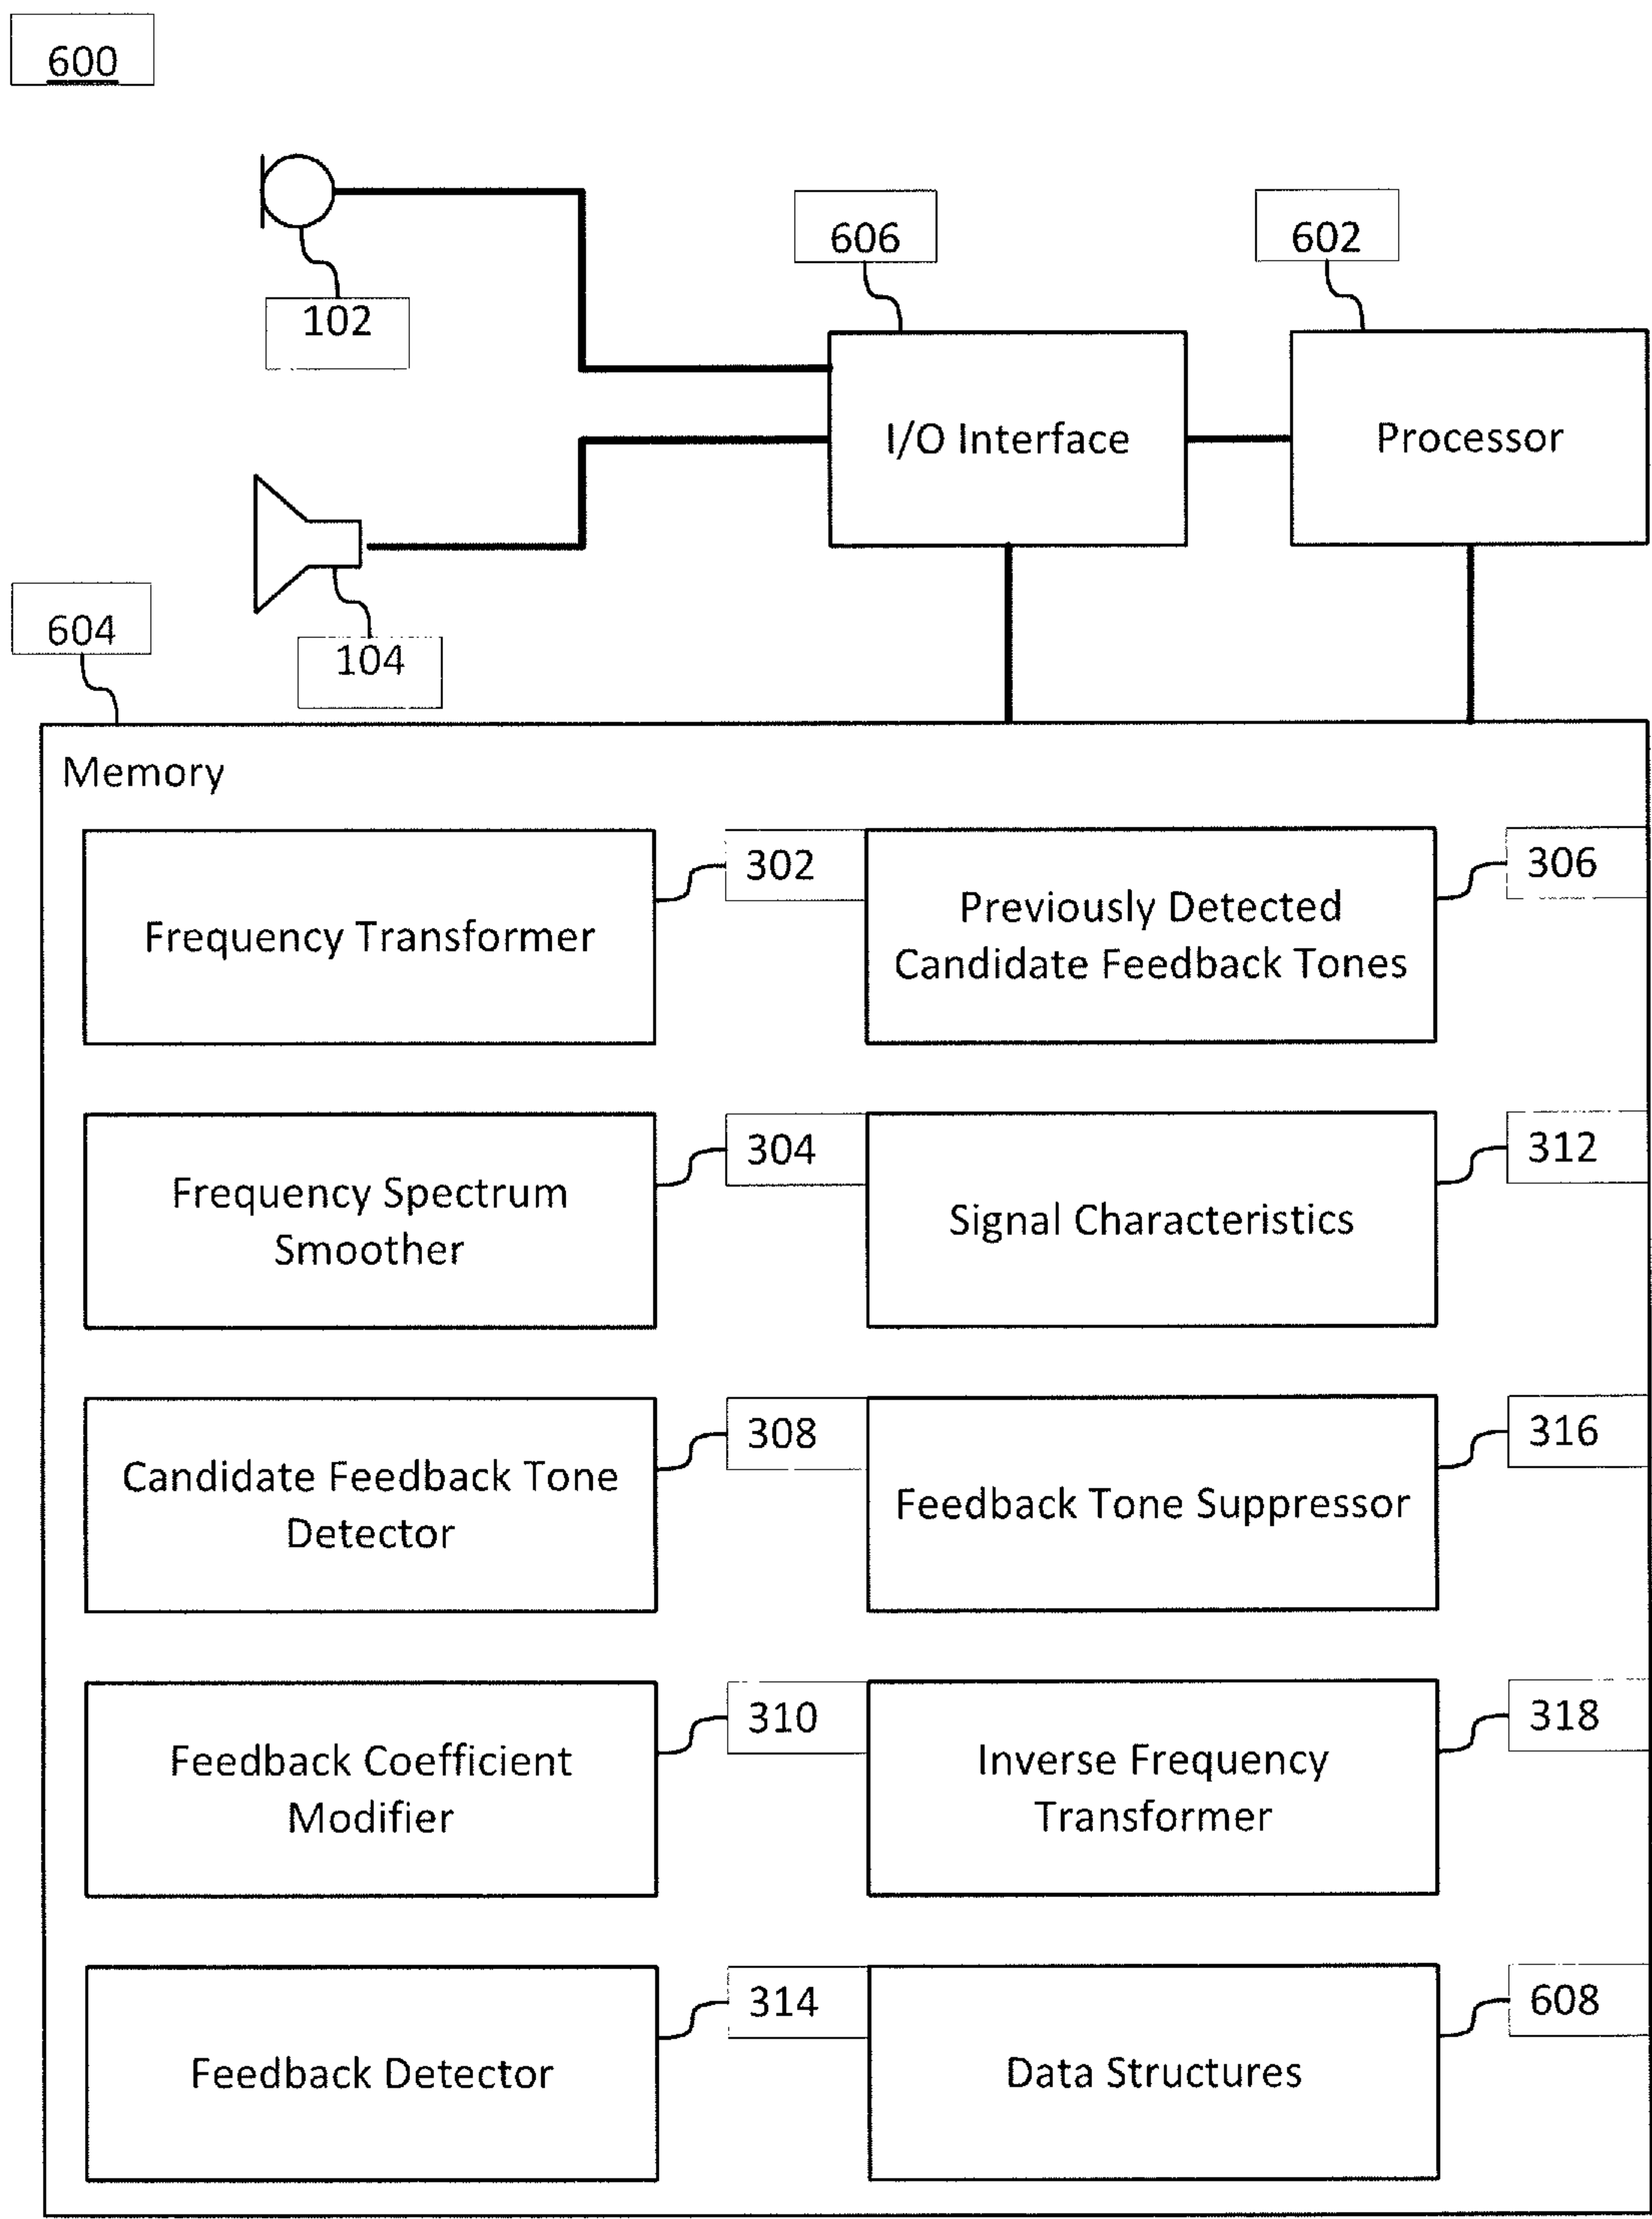 600
606
602
102
I/O Interface
Processor
604
104
Memory
302
306
Frequency Transformer
Previously Detected
Candidate Feedback Tones
304
312
Frequency Spectrum
Smoother
Signal Characteristics
308
316
Candidate Feedback Tone
Detector
Feedback Tone Suppressor
310
318
Feedback Coefficient
Modifier
Inverse Frequency
Transformer
314
608
Feedback Detector
Data Structures